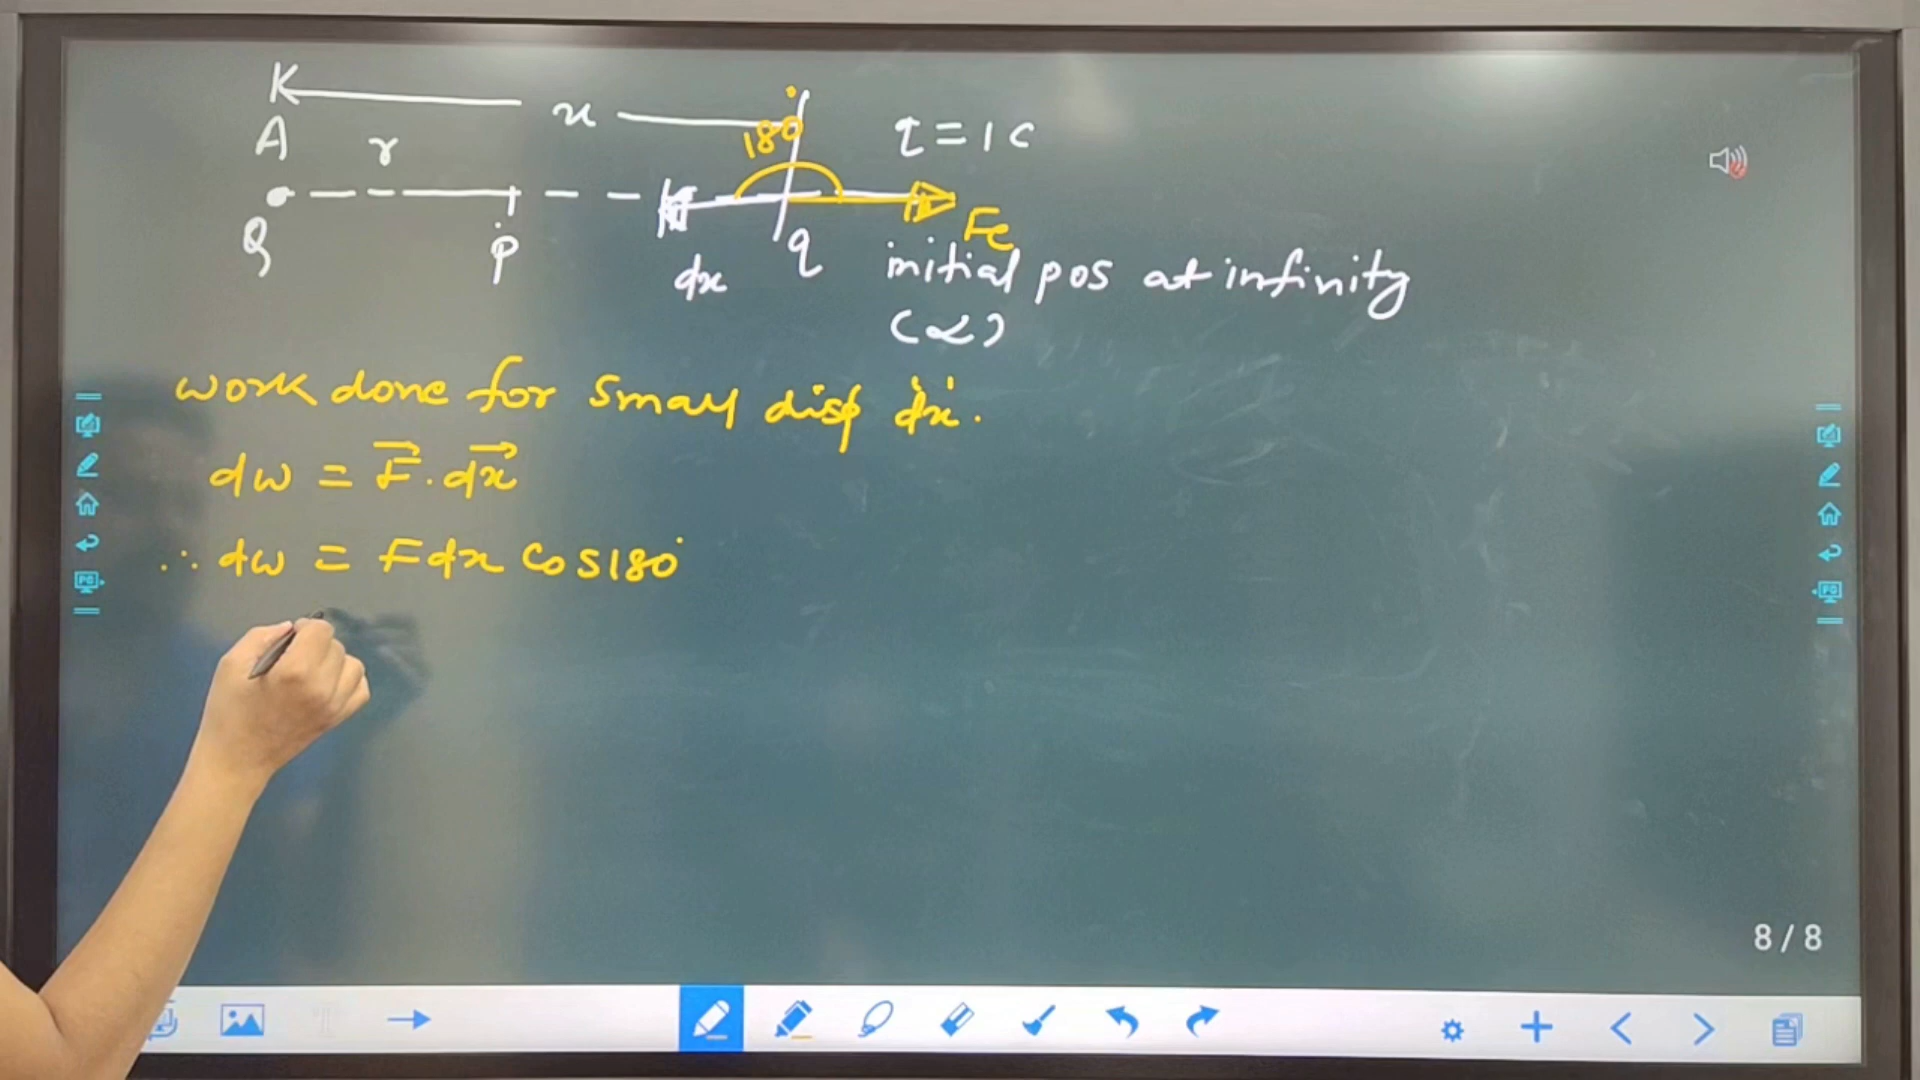 x
A r 180° q = 1 C
Q P dx q Fe
initial pos at infinity
(∝)
work done for small disp 'dx'.
dw = F⃗. dx⃗
∴ dw = Fdx Cos180°
8/8